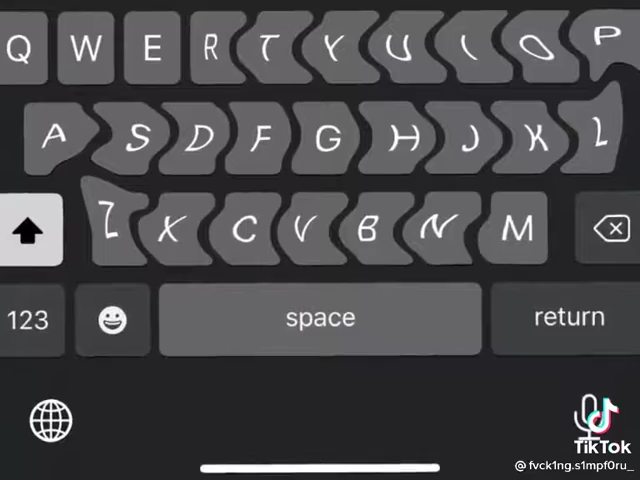 Q W E R T Y U I O P
A S D F G H J K L
Z X C V B N M
123 space return
TikTok
@fvck1ng.s1mpf0ru_